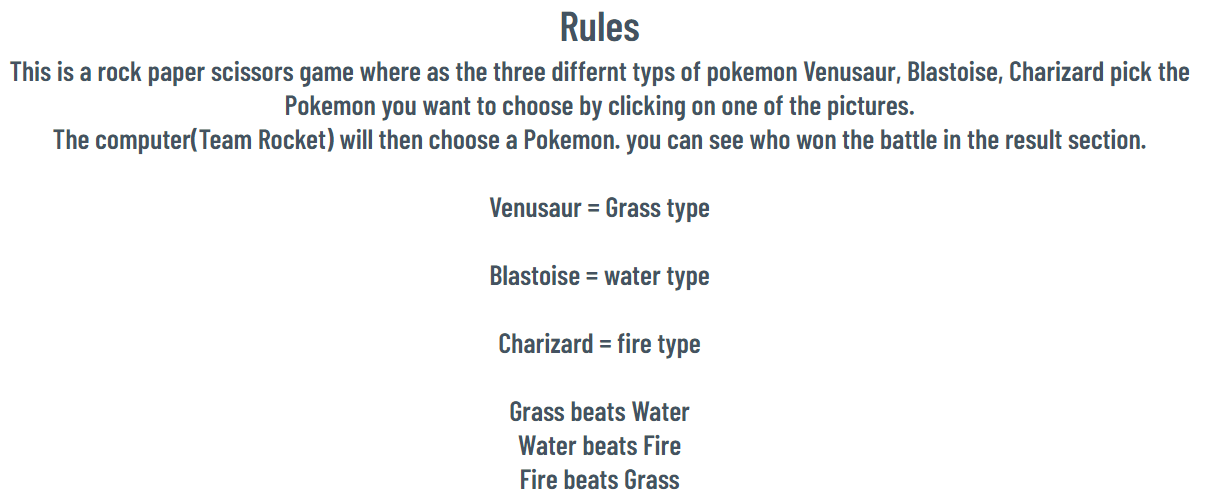 Rules
This is a rock paper scissors game where as the three differnt typs of pokemon Venusaur, Blastoise, Charizard pick the
Pokemon you want to choose by clicking on one of the pictures.
The computer(Team Rocket) will then choose a Pokemon. you can see who won the battle in the result section.
Venusaur = Grass type
Blastoise = water type
Charizard = fire type
Grass beats Water
Water beats Fire
Fire beats Grass